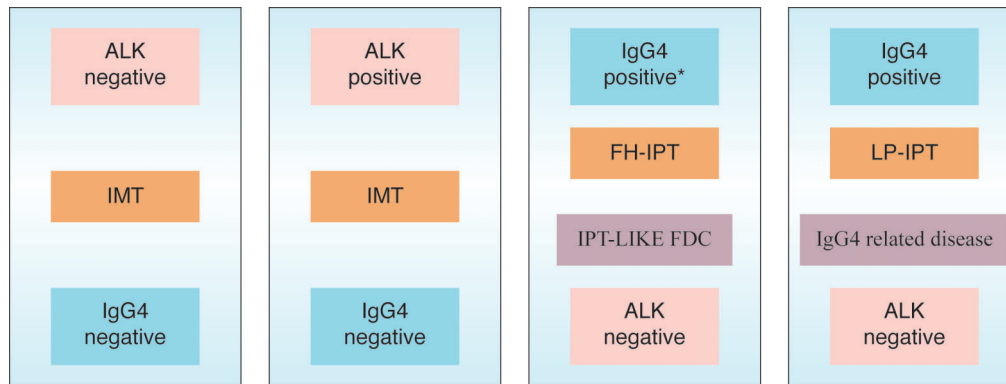 ALK
negative
IMT
IgG4
negative
ALK
positive
IMT
IgG4
negative
IgG4
positive*
FH-IPT
IPT-LIKE FDC
ALK
negative
IgG4
positive
LP-IPT
IgG4 related disease
ALK
negative